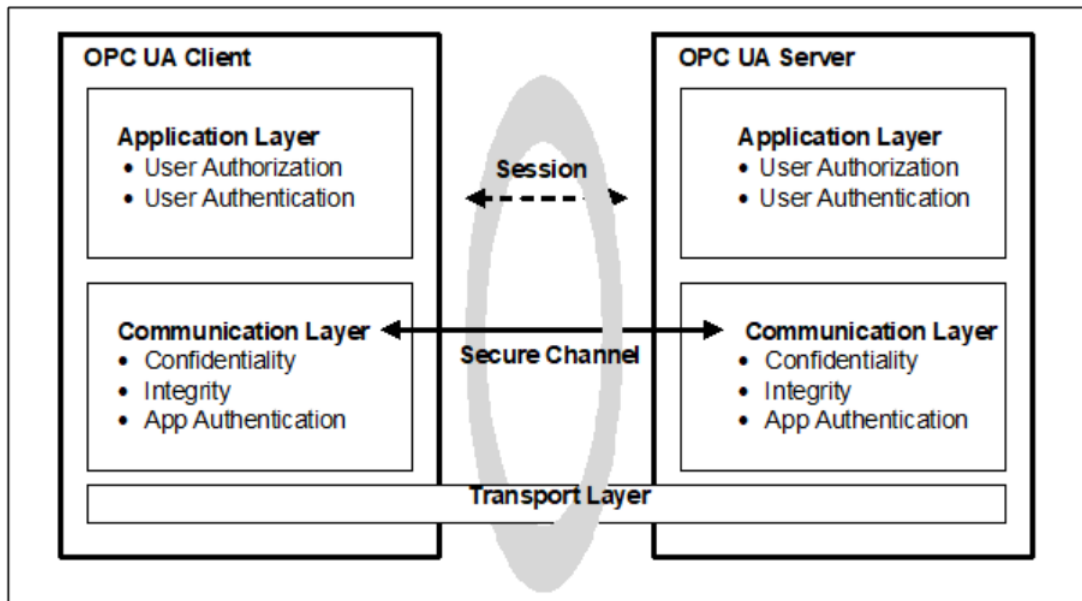 OPC UA Client
Application Layer
• User Authorization
• User Authentication
Communication Layer
• Confidentiality
• Integrity
• App Authentication
Session
Secure Channel
Transport Layer
OPC UA Server
Application Layer
• User Authorization
• User Authentication
Communication Layer
• Confidentiality
• Integrity
• App Authentication